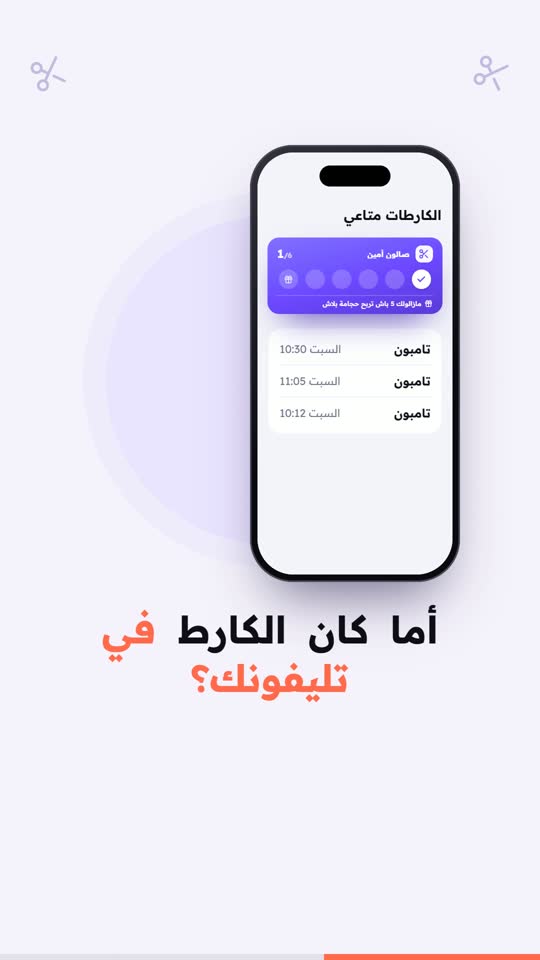 الكارطات متاعي
صالون أمين
1/6
مازالولك 5 باش تربح حجامة بلاش
تامبون السبت 10:30
تامبون السبت 11:05
تامبون السبت 10:12
أما كان الكارط في
تليفونك؟